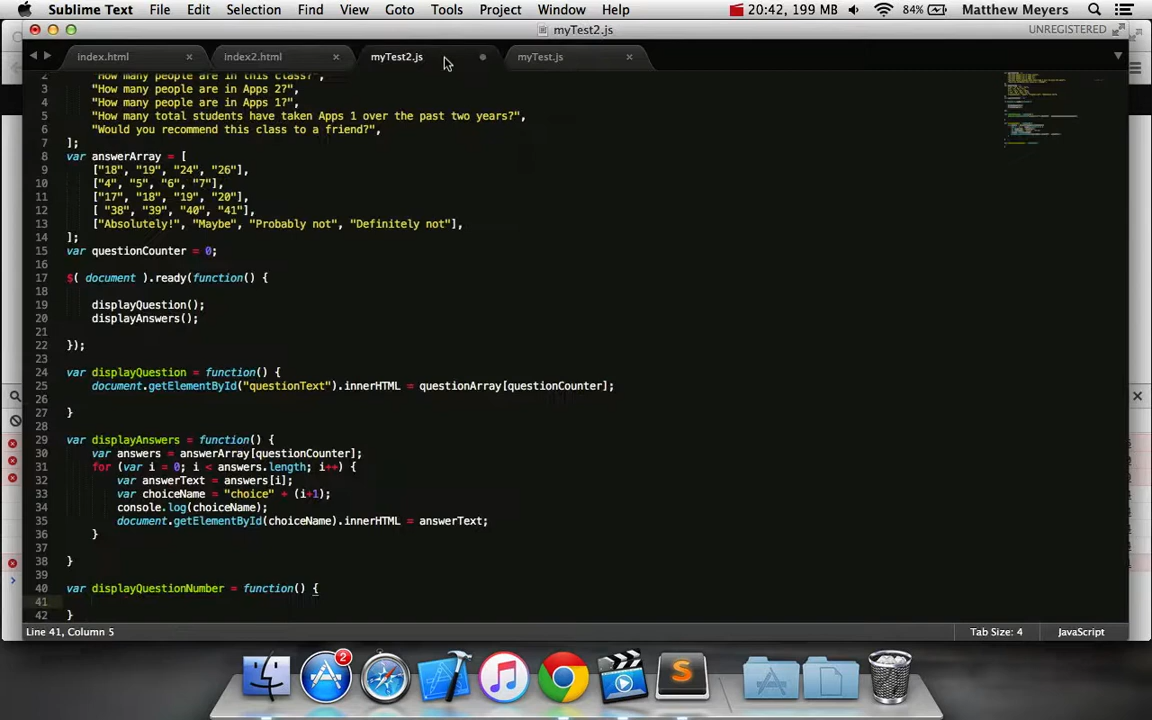 Sublime Text File Edit Selection Find View Goto Tools Project Window Help 20:42, 199 MB 84% Matthew Meyers
myTest2.js UNREGISTERED
index.html × index2.html × myTest2.js myTest.js ×
2 "How many people are in this class?",
3 "How many people are in Apps 2?",
4 "How many people are in Apps 1?",
5 "How many total students have taken Apps 1 over the past two years?",
6 "Would you recommend this class to a friend?",
7 ];
8 var answerArray = [
9 ["18", "19", "24", "26"],
10 ["4", "5", "6", "7"],
11 ["17", "18", "19", "20"],
12 [ "38", "39", "40", "41"],
13 ["Absolutely!", "Maybe", "Probably not", "Definitely not"],
14 ];
15 var questionCounter = 0;
16
17 $( document ).ready(function() {
18
19 displayQuestion();
20 displayAnswers();
21
22 });
23
24 var displayQuestion = function() {
25 document.getElementById("questionText").innerHTML = questionArray[questionCounter];
26
27 }
28
29 var displayAnswers = function() {
30 var answers = answerArray[questionCounter];
31 for (var i = 0; i < answers.length; i++) {
32 var answerText = answers[i];
33 var choiceName = "choice" + (i+1);
34 console.log(choiceName);
35 document.getElementById(choiceName).innerHTML = answerText;
36 }
37
38 }
39
40 var displayQuestionNumber = function() {
41
42 }
Line 41, Column 5 Tab Size: 4 JavaScript
2